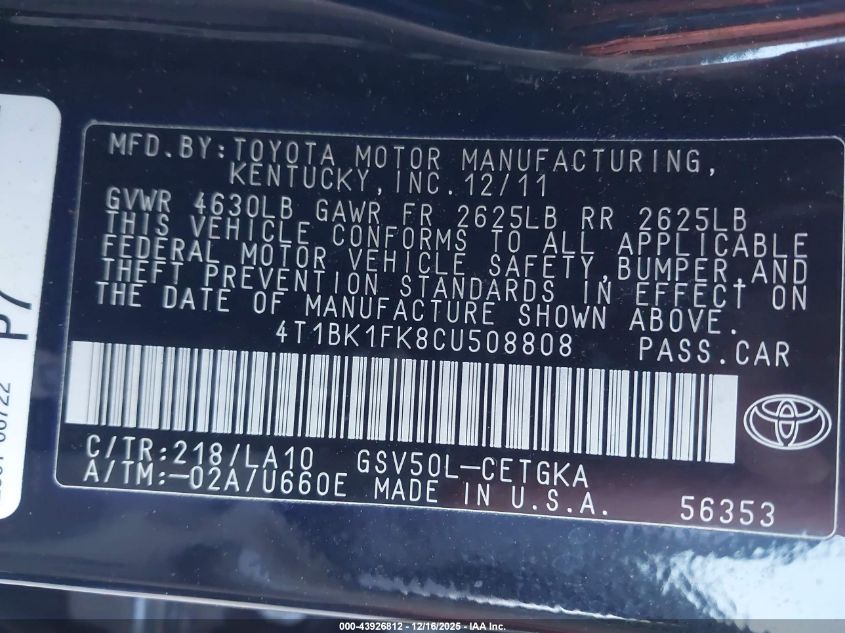 MFD.BY:TOYOTA MOTOR MANUFACTURING,
KENTUCKY,INC.12/11
GVWR 4630LB GAWR FR 2625LB RR 2625LB
THIS VEHICLE CONFORMS TO ALL APPLICABLE
FEDERAL MOTOR VEHICLE SAFETY,BUMPER,AND
THEFT PREVENTION STANDARDS IN EFFECT ON
THE DATE OF MANUFACTURE SHOWN ABOVE.
4T1BK1FK8CU508808 PASS.CAR
C/TR:218/LA10 GSV50L-CETGKA
A/TM:-02A/U660E MADE IN U.S.A. 56353
P7
000-43926812 - 12/16/2025 - IAA Inc.